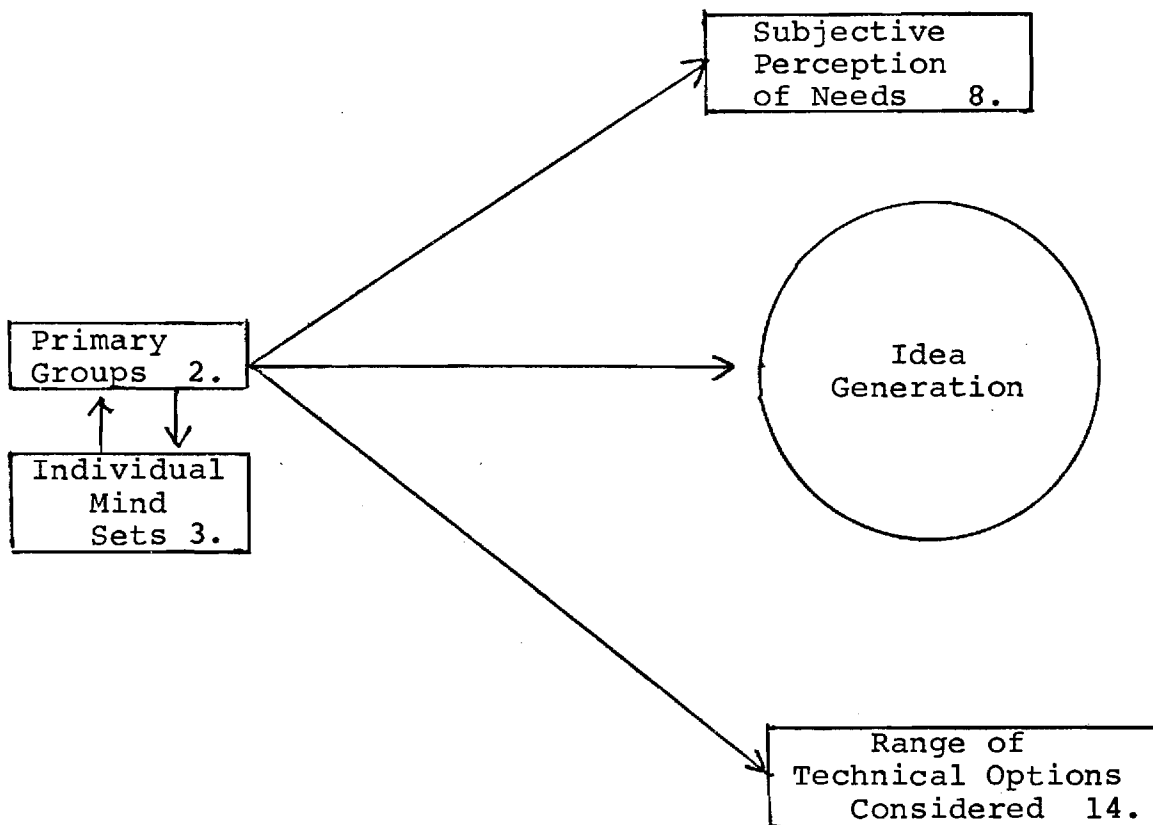 Subjective
Perception
of Needs 8.
Idea
Generation
Primary
Groups 2.
Individual
Mind
Sets 3.
Range of
Technical Options
Considered 14.